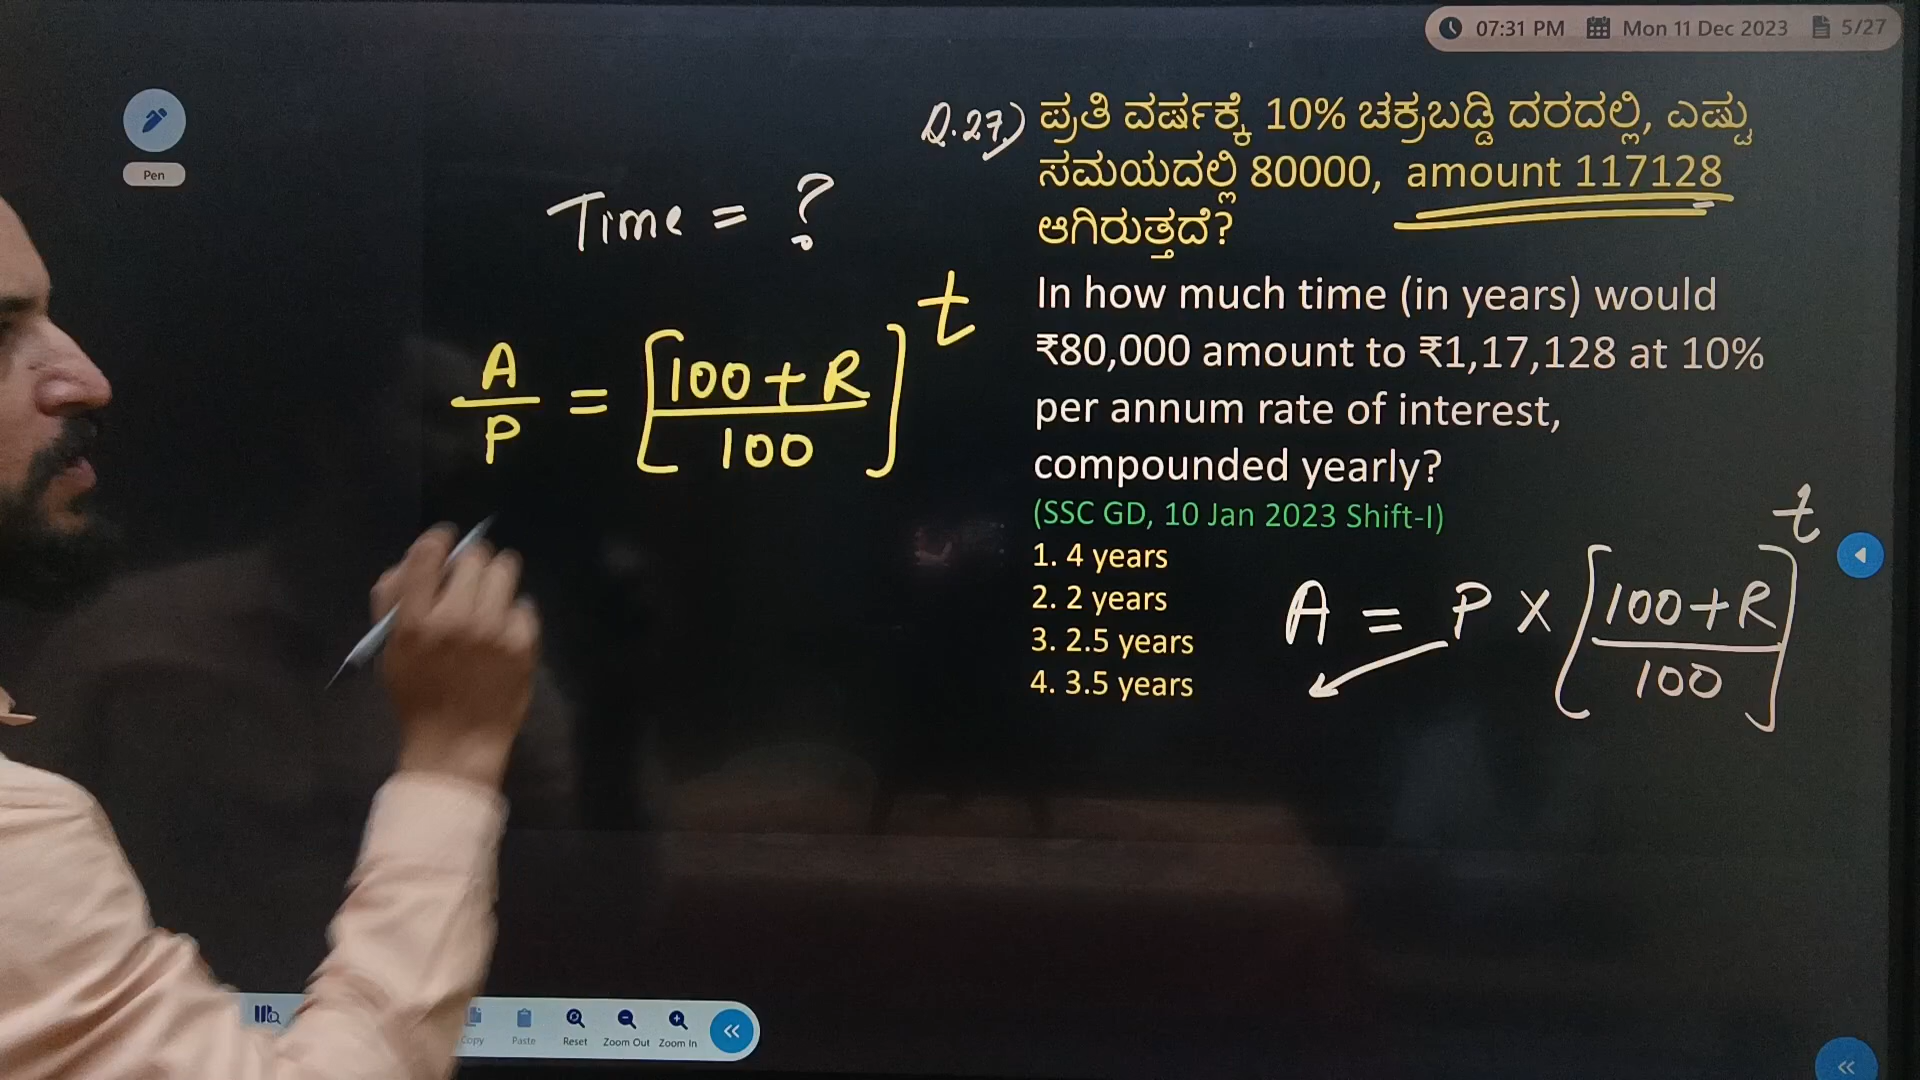 07:31 PM Mon 11 Dec 2023 5/27
Pen
Q.27) ಪ್ರತಿ ವರ್ಷಕ್ಕೆ 10% ಚಕ್ರಬಡ್ಡಿ ದರದಲ್ಲಿ, ಎಷ್ಟು
ಸಮಯದಲ್ಲಿ 80000, amount 117128
ಆಗಿರುತ್ತದೆ?
Time = ?
A/P = [100+R/100]^t
In how much time (in years) would
₹80,000 amount to ₹1,17,128 at 10%
per annum rate of interest,
compounded yearly?
(SSC GD, 10 Jan 2023 Shift-I)
1. 4 years
2. 2 years
3. 2.5 years
4. 3.5 years
A = P × [100+R/100]^t
Copy Paste Reset Zoom Out Zoom In